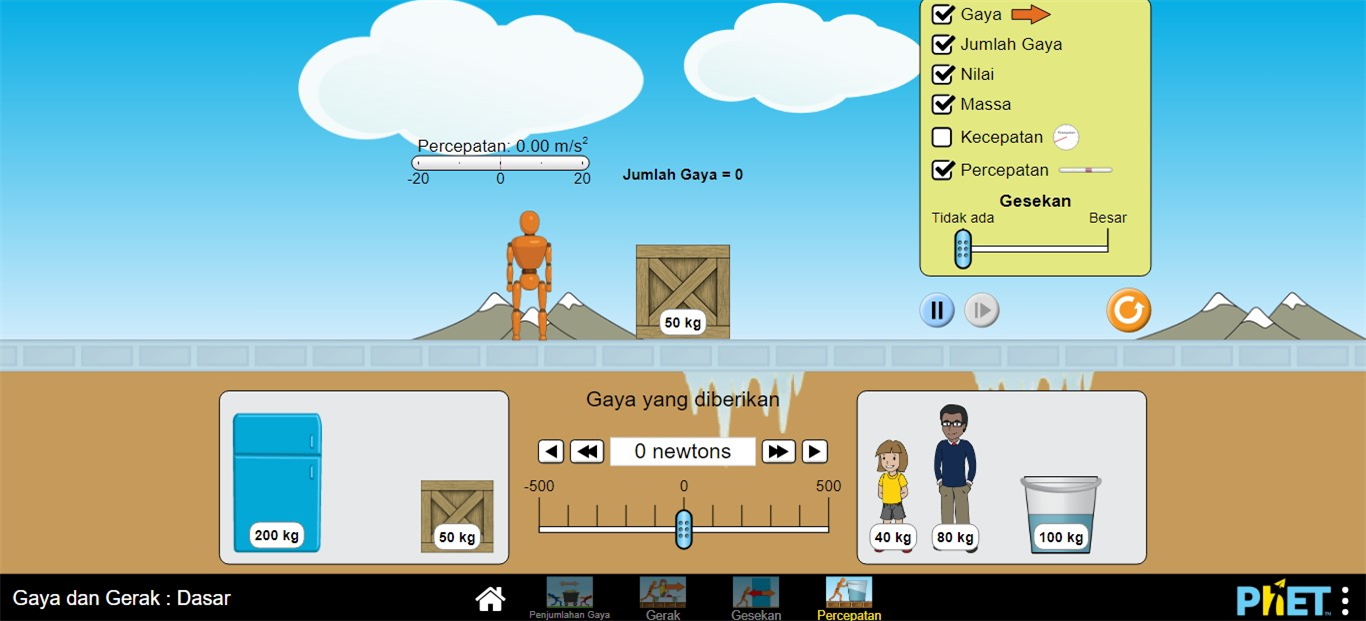 Gaya
Jumlah Gaya
Nilai
Massa
Kecepatan
Percepatan
Gesekan
Tidak ada Besar
Percepatan: 0.00 m/s²
-20 0 20
Jumlah Gaya = 0
50 kg
200 kg
50 kg
Gaya yang diberikan
0 newtons
-500 0 500
40 kg
80 kg
100 kg
Gaya dan Gerak : Dasar
Penjumlahan Gaya
Gerak
Gesekan
Percepatan
PhET